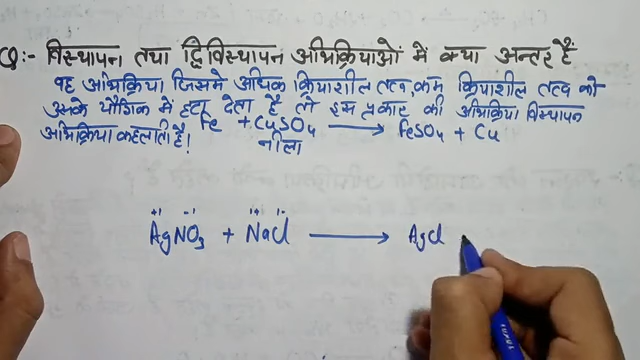 Q:- विस्थापन तथा द्विविस्थापन अभिक्रियाओं में क्या अन्तर है
वह अभिक्रिया जिसमे अधिक क्रियाशील तत्व कम क्रियाशील तत्व को
उसके यौगिक में हटा देता है तो इस प्रकार की अभिक्रिया विस्थापन
अभिक्रिया कहलाती है!
Fe + CuSO₄ ⟶ FeSO₄ + Cu
नीला
AgNO₃ + NaCl ⟶ AgCl